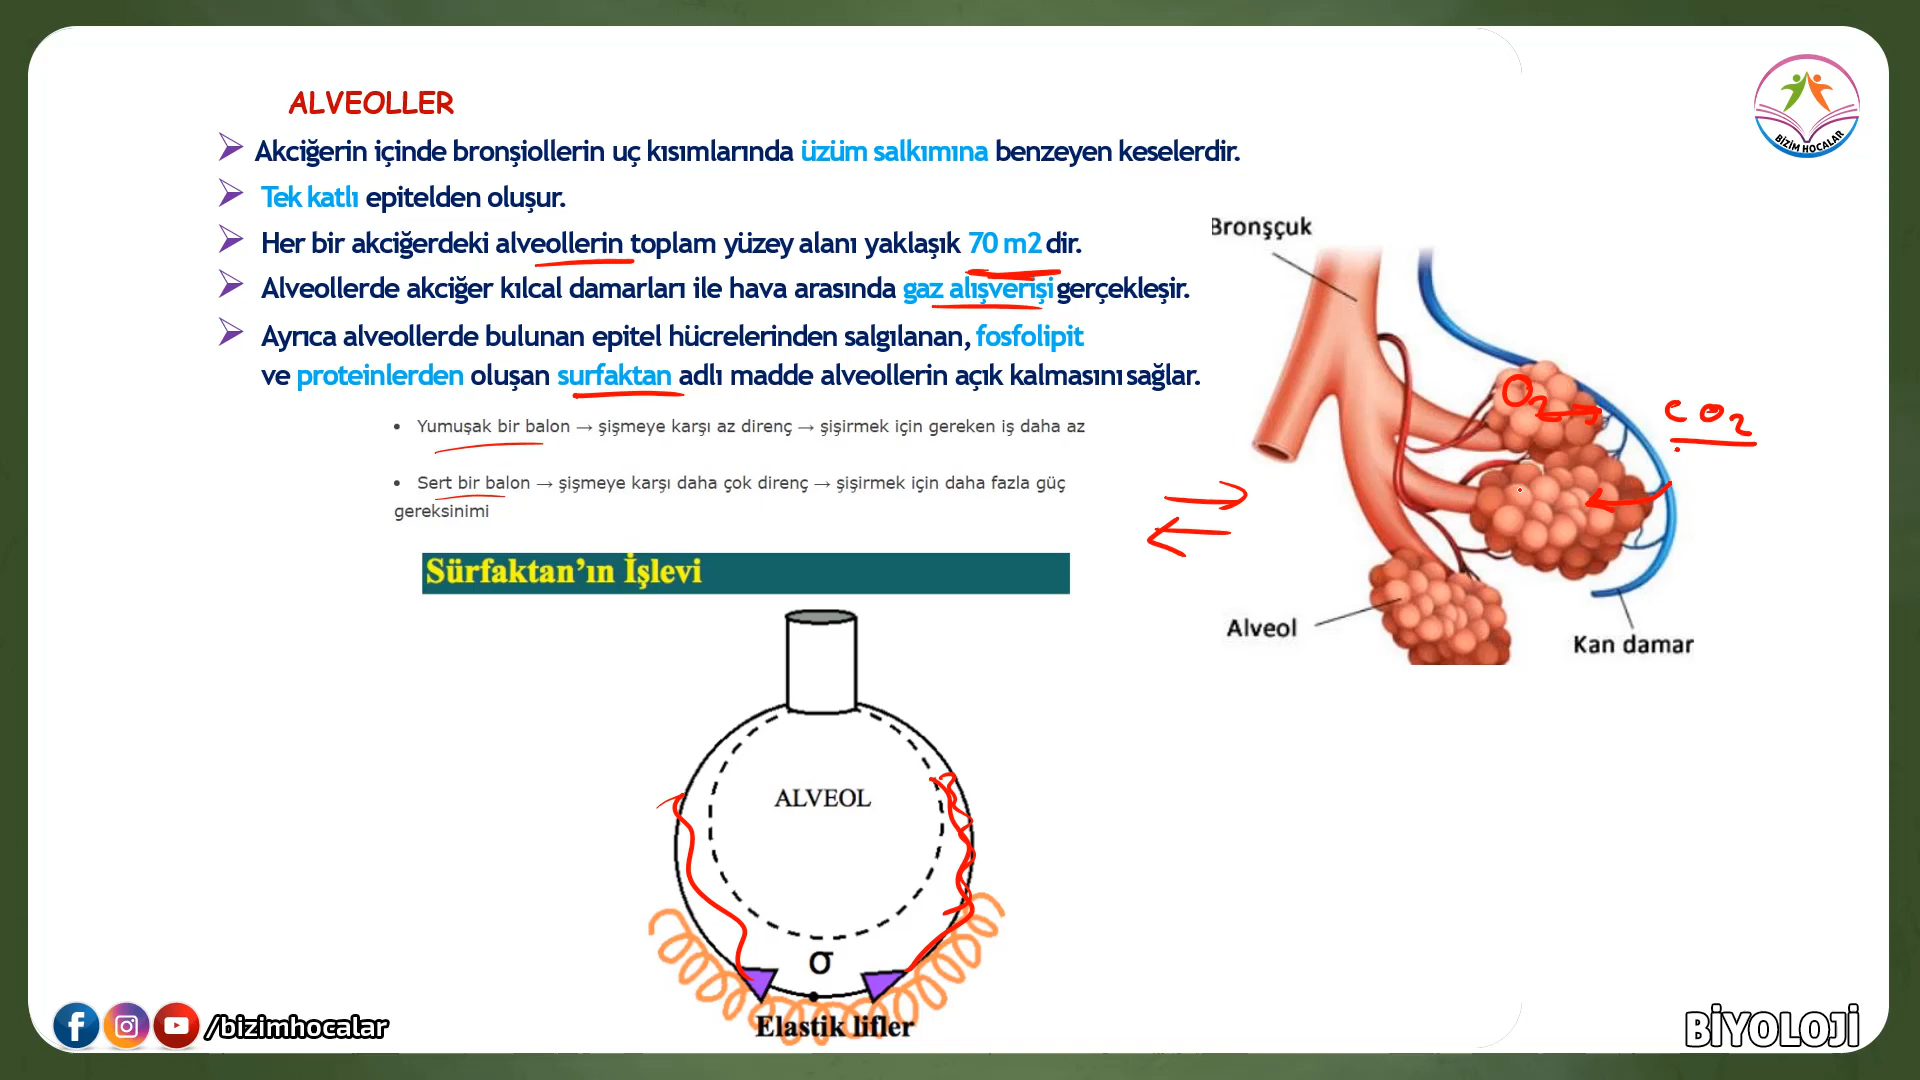 ALVEOLLER
Akciğerin içinde bronşiollerin uç kısımlarında üzüm salkımına benzeyen keselerdir.
Tek katlı epitelden oluşur.
Her bir akciğerdeki alveollerin toplam yüzey alanı yaklaşık 70 m2 dir.
Alveollerde akciğer kılcal damarları ile hava arasında gaz alışverişi gerçekleşir.
Ayrıca alveollerde bulunan epitel hücrelerinden salgılanan, fosfolipit
ve proteinlerden oluşan surfaktan adlı madde alveollerin açık kalmasını sağlar.
• Yumuşak bir balon → şişmeye karşı az direnç → şişirmek için gereken iş daha az
• Sert bir balon → şişmeye karşı daha çok direnç → şişirmek için daha fazla güç
gereksinimi
Sürfaktan'ın İşlevi
ALVEOL
σ
Elastik lifler
Bronşçuk
O2
CO2
Alveol
Kan damar
BİZİM HOCALAR
/bizimhocalar
BİYOLOJİ